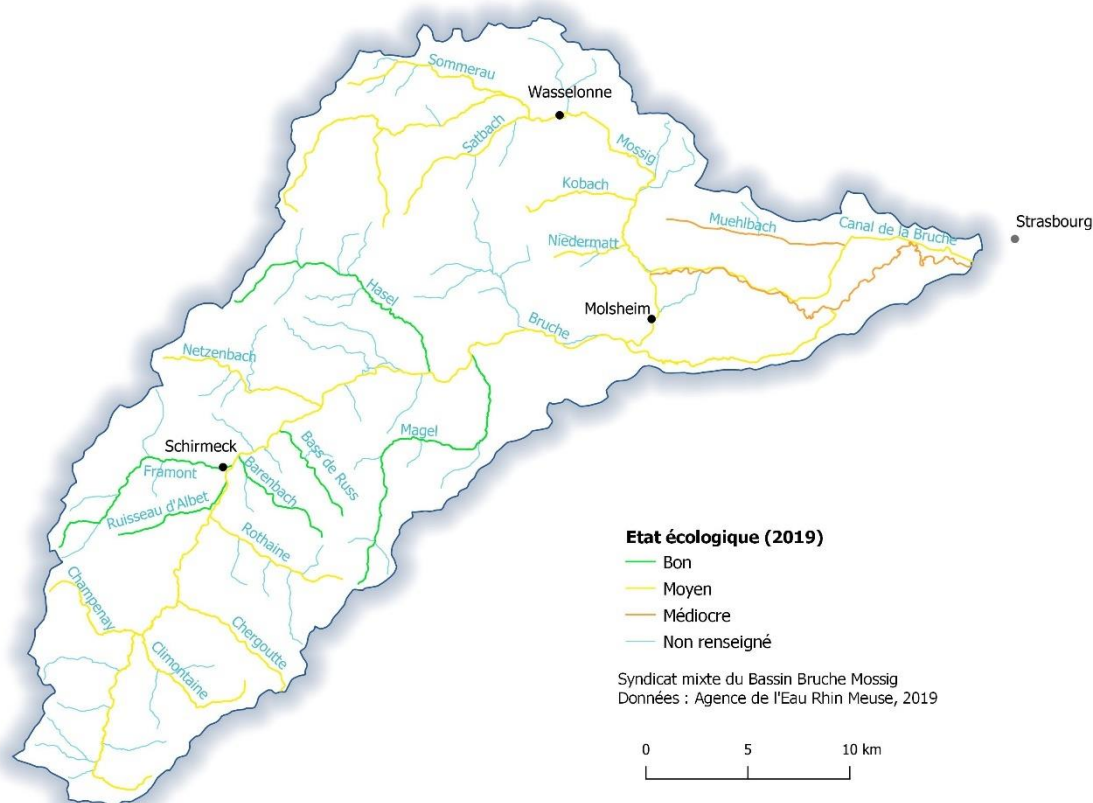 Sommerau
Wasselonne
Satbach
Mossig
Kobach
Muehlbach
Canal de la Bruche
Strasbourg
Niedermatt
Hasel
Molsheim
Bruche
Netzenbach
Magel
Schirmeck
Bass de Russ
Framont
Barenbach
Ruisseau d'Albet
Rothaine
Champenay
Chergoutte
Climontaine
Etat écologique (2019)
Bon
Moyen
Médiocre
Non renseigné
Syndicat mixte du Bassin Bruche Mossig
Données : Agence de l'Eau Rhin Meuse, 2019
0 5 10 km